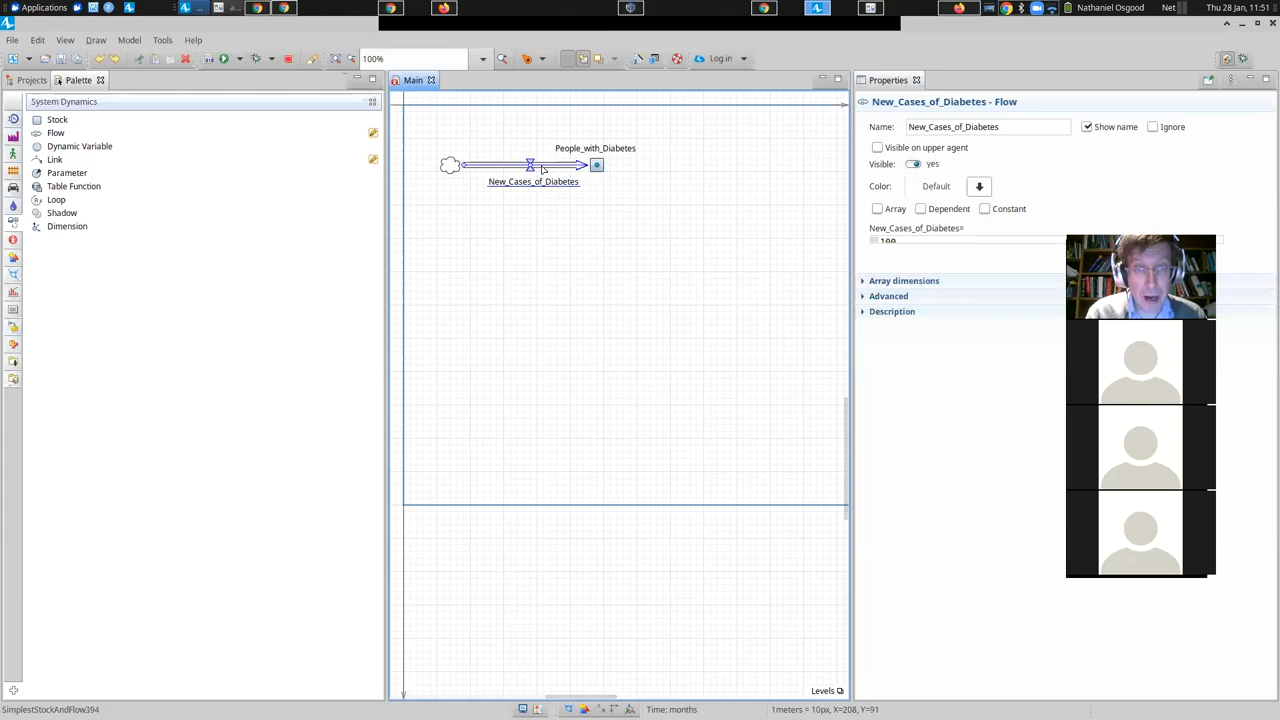 Applications
...
a...
Nathaniel Osgood
Net
Thu 28 Jan, 11:51
File
Edit
View
Draw
Model
Tools
Help
100%
Log in
Projects
Palette
Main
Properties
System Dynamics
Stock
Flow
Dynamic Variable
Link
Parameter
Table Function
Loop
Shadow
Dimension
People_with_Diabetes
New_Cases_of_Diabetes
New_Cases_of_Diabetes - Flow
Name:
New_Cases_of_Diabetes
Show name
Ignore
Visible on upper agent
Visible:
yes
Color:
Default
Array
Dependent
Constant
New_Cases_of_Diabetes=
100
Array dimensions
Advanced
Description
Levels
SimplestStockAndFlow394
Time: months
1meters = 10px, X=208, Y=91